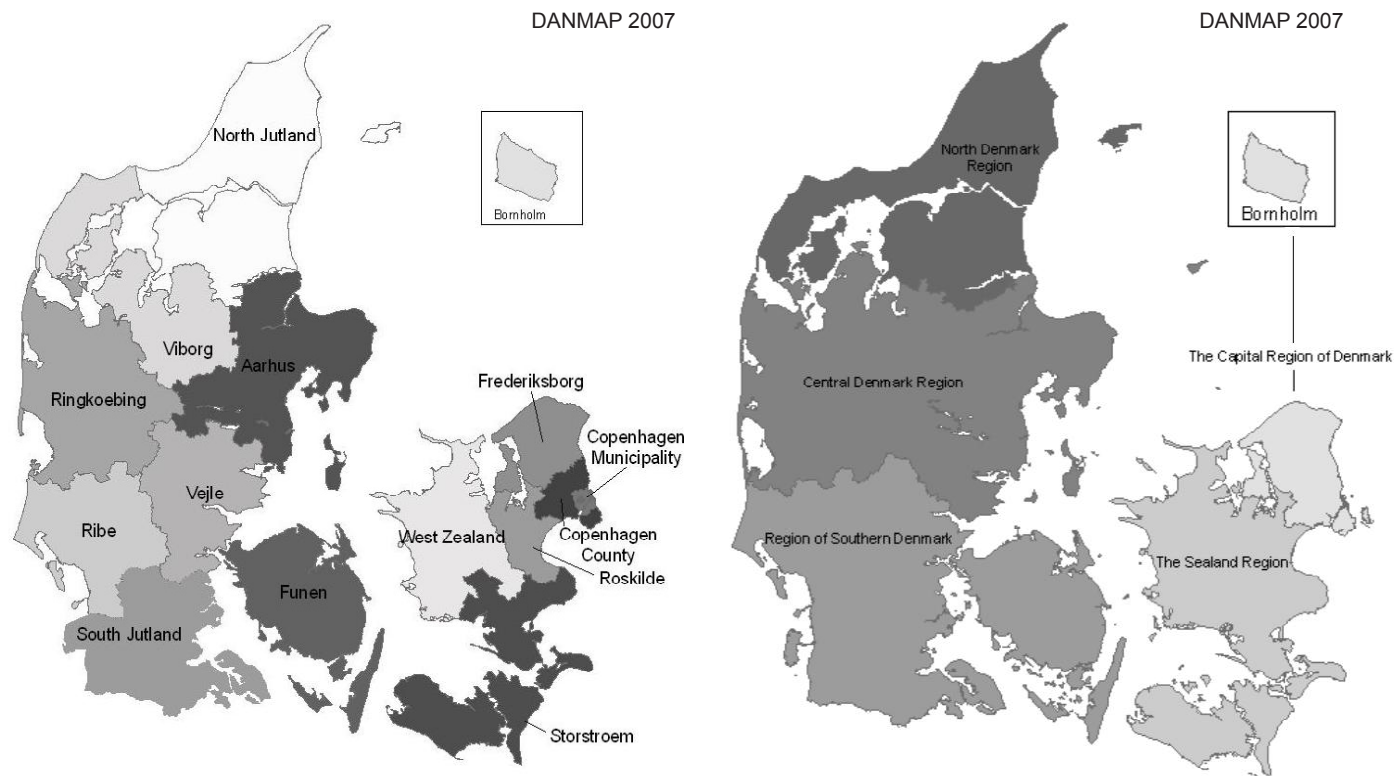 DANMAP 2007
North Jutland
Bornholm
Viborg
Aarhus
Ringkoebing
Frederiksborg
Copenhagen
Municipality
Vejle
Ribe
West Zealand
Copenhagen
County
Roskilde
Funen
South Jutland
Storstroem
DANMAP 2007
North Denmark
Region
Bornholm
The Capital Region of Denmark
Central Denmark Region
Region of Southern Denmark
The Sealand Region